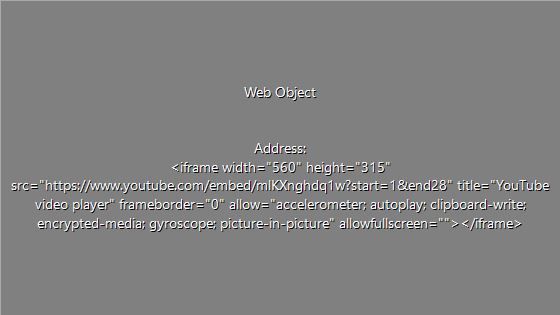 Web Object
Address:
<iframe width="560" height="315"
src="https://www.youtube.com/embed/mlKXnghdq1w?start=1&end28" title="YouTube
video player" frameborder="0" allow="accelerometer; autoplay; clipboard-write;
encrypted-media; gyroscope; picture-in-picture" allowfullscreen=""></iframe>